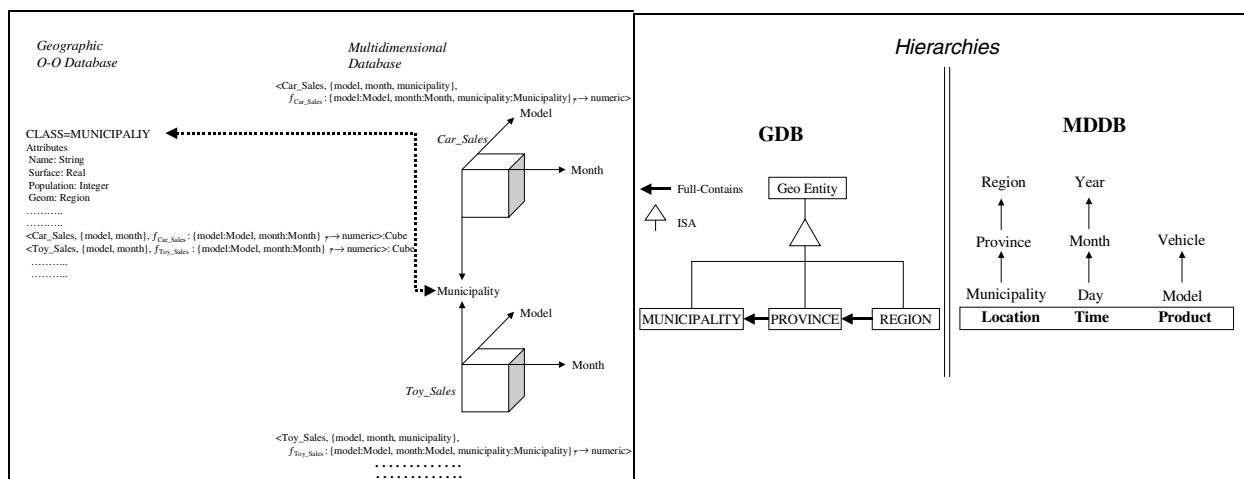 Geographic
O-O Database
Multidimensional
Database
<Car_Sales, {model, month, municipality},
f Car_Sales : {model:Model, month:Month, municipality:Municipality} r→ numeric>
Model
Car_Sales
Month
CLASS=MUNICIPALIY
Attributes
Name: String
Surface: Real
Population: Integer
Geom: Region
………..
………..
<Car_Sales, {model, month}, f Car_Sales : {model:Model, month:Month} r→ numeric>:Cube
<Toy_Sales, {model, month}, f Toy_Sales : {model:Model, month:Month} r→ numeric>: Cube
………..
………..
Municipality
Model
Month
Toy_Sales
<Toy_Sales, {model, month, municipality},
f Toy_Sales : {model:Model, month:Model, municipality:Municipality} r→ numeric>
.............
.............
Hierarchies
GDB
Full-Contains
ISA
Geo Entity
MUNICIPALITY PROVINCE REGION
MDDB
Region Year
Province Month Vehicle
Municipality Day Model
Location Time Product